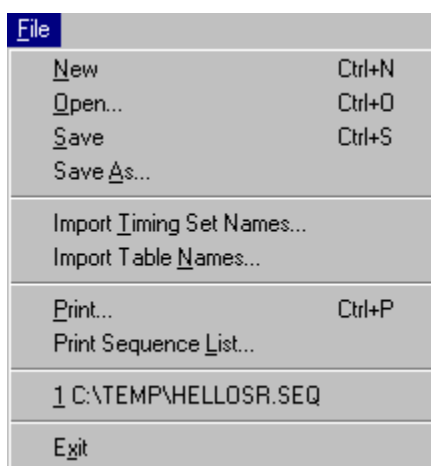 File
New Ctrl+N
Open... Ctrl+O
Save Ctrl+S
Save As...
Import Timing Set Names...
Import Table Names...
Print... Ctrl+P
Print Sequence List...
1 C:\TEMP\HELLOSR.SEQ
Exit